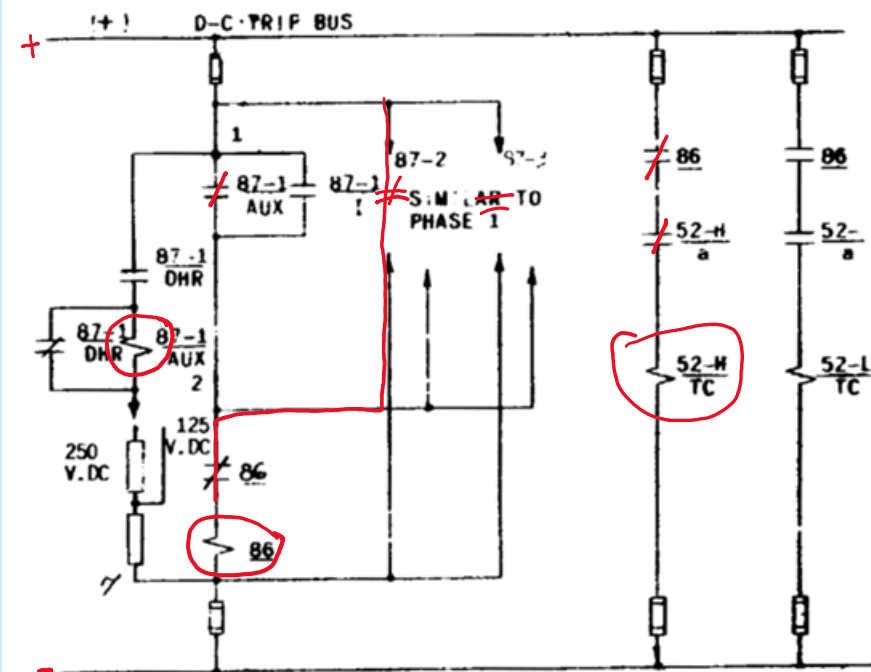 (+) D-C TRIP BUS
+
1
87-2
87-3
86
86
87-1
AUX
87-1
I
SIMILAR TO
PHASE 1
52-H
a
52-
a
87-1
DHR
87-1
DHR
87-1
AUX
2
52-H
TC
52-L
TC
125
V.DC
250
V.DC
86
86
-